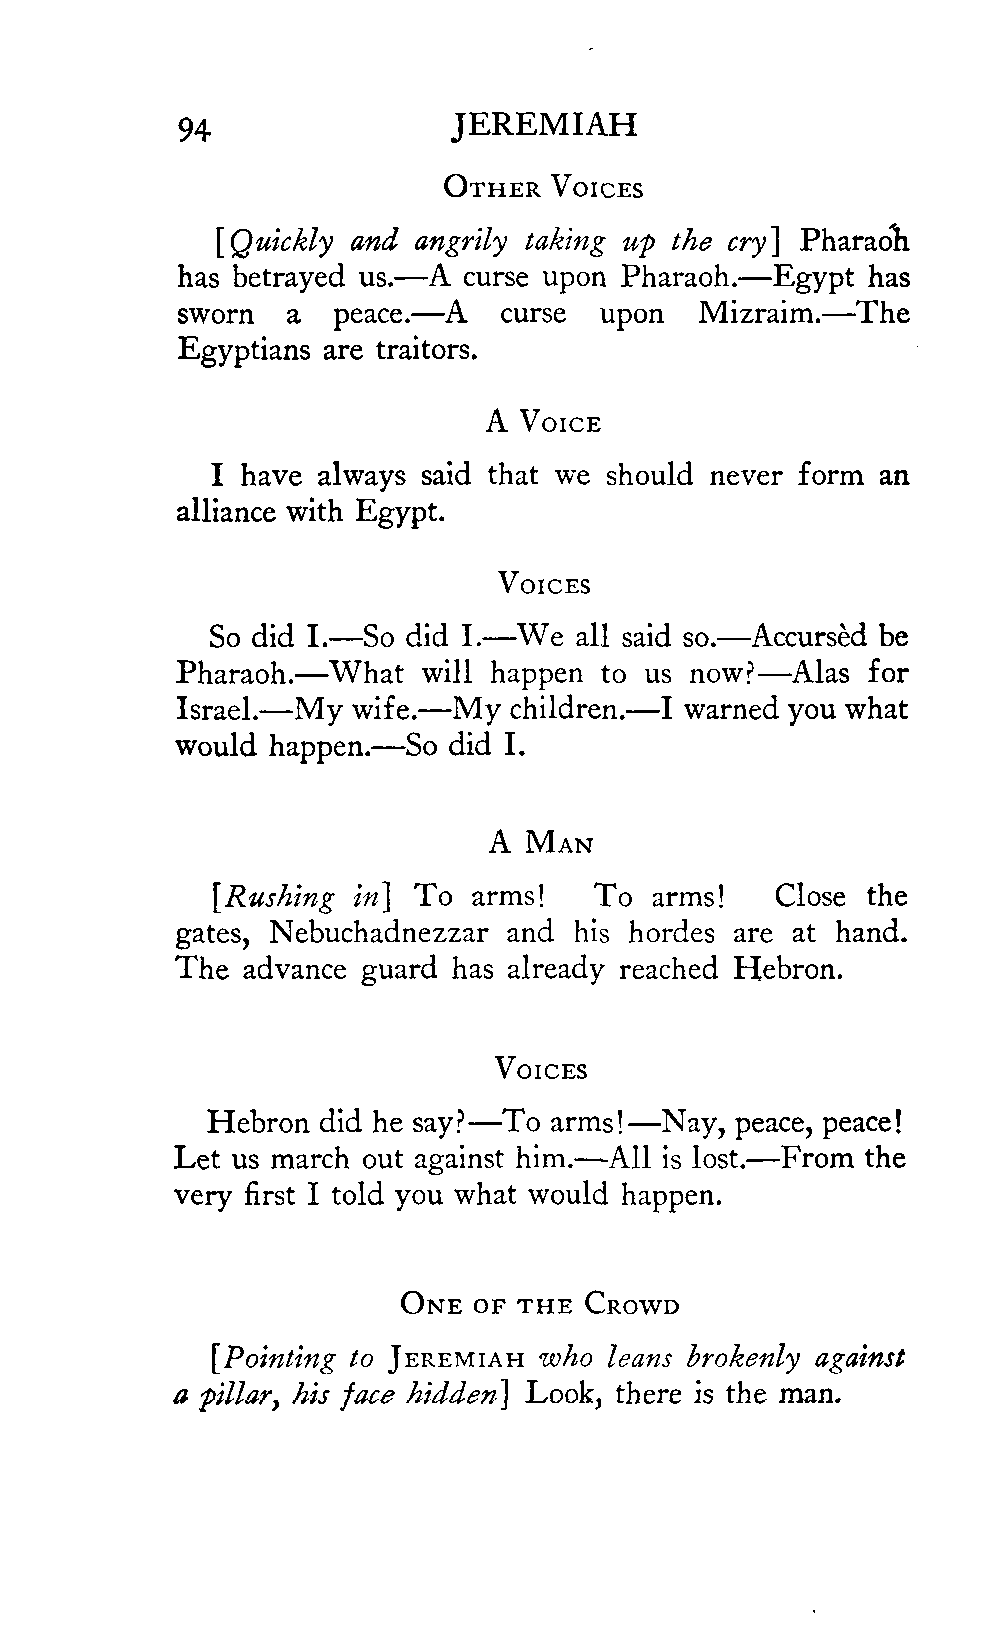 94 JEREMIAH
OTHER VOICES
[Quickly and angrily taking up the cry] Pharaoh
has betrayed us.—A curse upon Pharaoh.—Egypt has
sworn a peace.—A curse upon Mizraim.—The
Egyptians are traitors.
A VOICE
I have always said that we should never form an
alliance with Egypt.
VOICES
So did I.—So did I.—We all said so.—Accursèd be
Pharaoh.—What will happen to us now?—Alas for
Israel.—My wife.—My children.—I warned you what
would happen.—So did I.
A MAN
[Rushing in] To arms! To arms! Close the
gates, Nebuchadnezzar and his hordes are at hand.
The advance guard has already reached Hebron.
VOICES
Hebron did he say?—To arms!—Nay, peace, peace!
Let us march out against him.—All is lost.—From the
very first I told you what would happen.
ONE OF THE CROWD
[Pointing to JEREMIAH who leans brokenly against
a pillar, his face hidden] Look, there is the man.